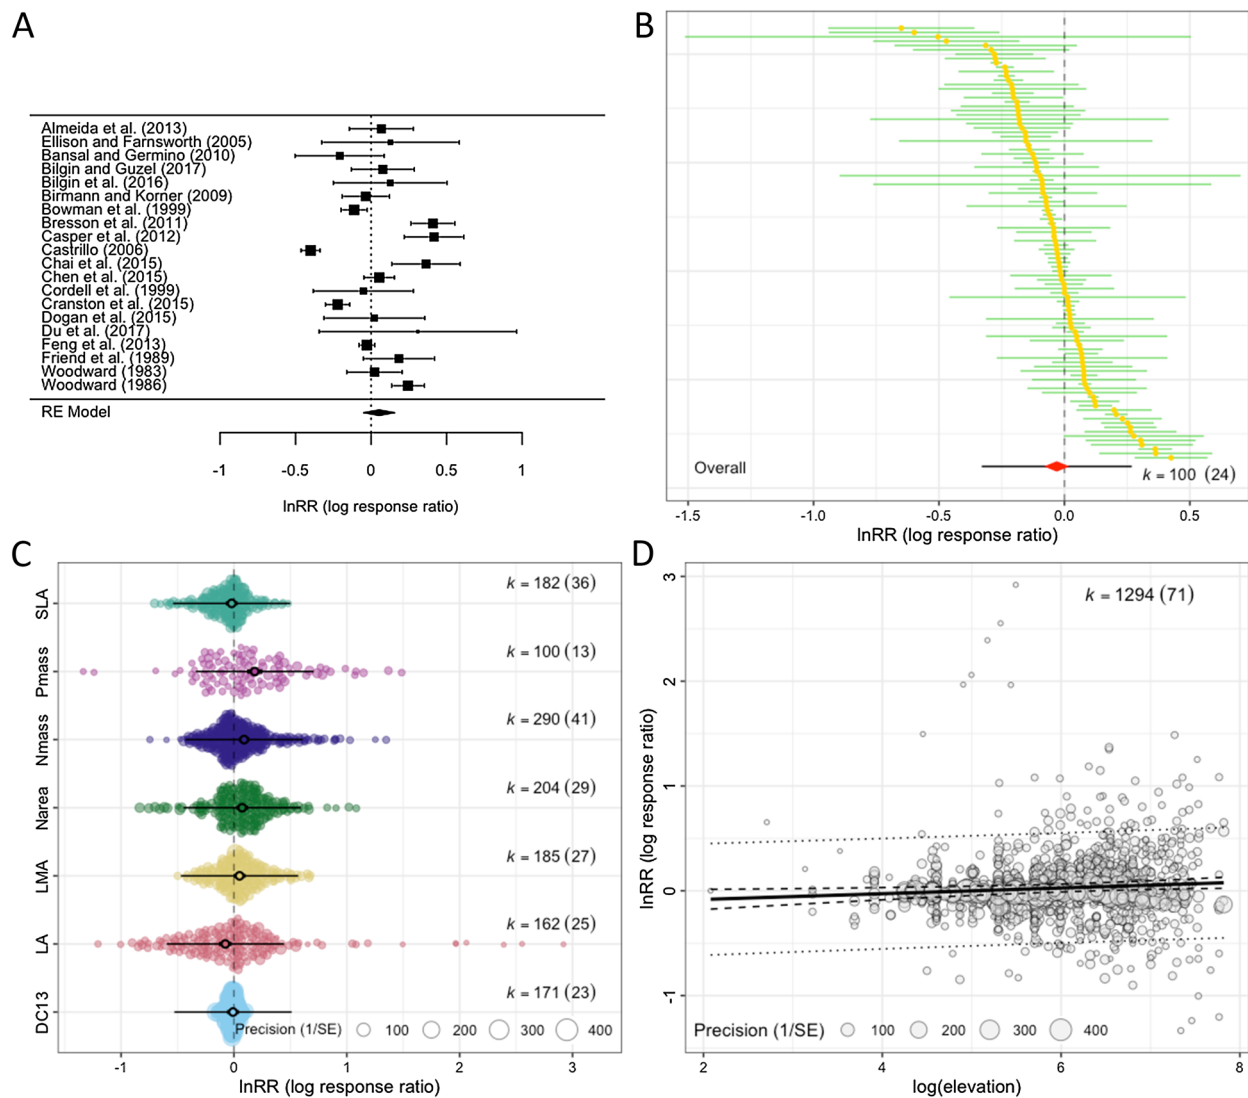 A
Almeida et al. (2013)
Ellison and Farnsworth (2005)
Bansal and Germino (2010)
Bilgin and Guzel (2017)
Bilgin et al. (2016)
Birmann and Korner (2009)
Bowman et al. (1999)
Bresson et al. (2011)
Casper et al. (2012)
Castrillo (2006)
Chai et al. (2015)
Chen et al. (2015)
Cordell et al. (1999)
Cranston et al. (2015)
Dogan et al. (2015)
Du et al. (2017)
Feng et al. (2013)
Friend et al. (1989)
Woodward (1983)
Woodward (1986)
RE Model
-1 -0.5 0 0.5 1
lnRR (log response ratio)
B
Overall
k = 100 (24)
-1.5 -1.0 -0.5 0.0 0.5
lnRR (log response ratio)
C
SLA
k = 182 (36)
Pmass
k = 100 (13)
Nmass
k = 290 (41)
Narea
k = 204 (29)
LMA
k = 185 (27)
LA
k = 162 (25)
DC13
k = 171 (23)
Precision (1/SE) 100 200 300 400
-1 0 1 2 3
lnRR (log response ratio)
D
k = 1294 (71)
3
2
1
0
-1
lnRR (log response ratio)
Precision (1/SE) 100 200 300 400
2 4 6 8
log(elevation)